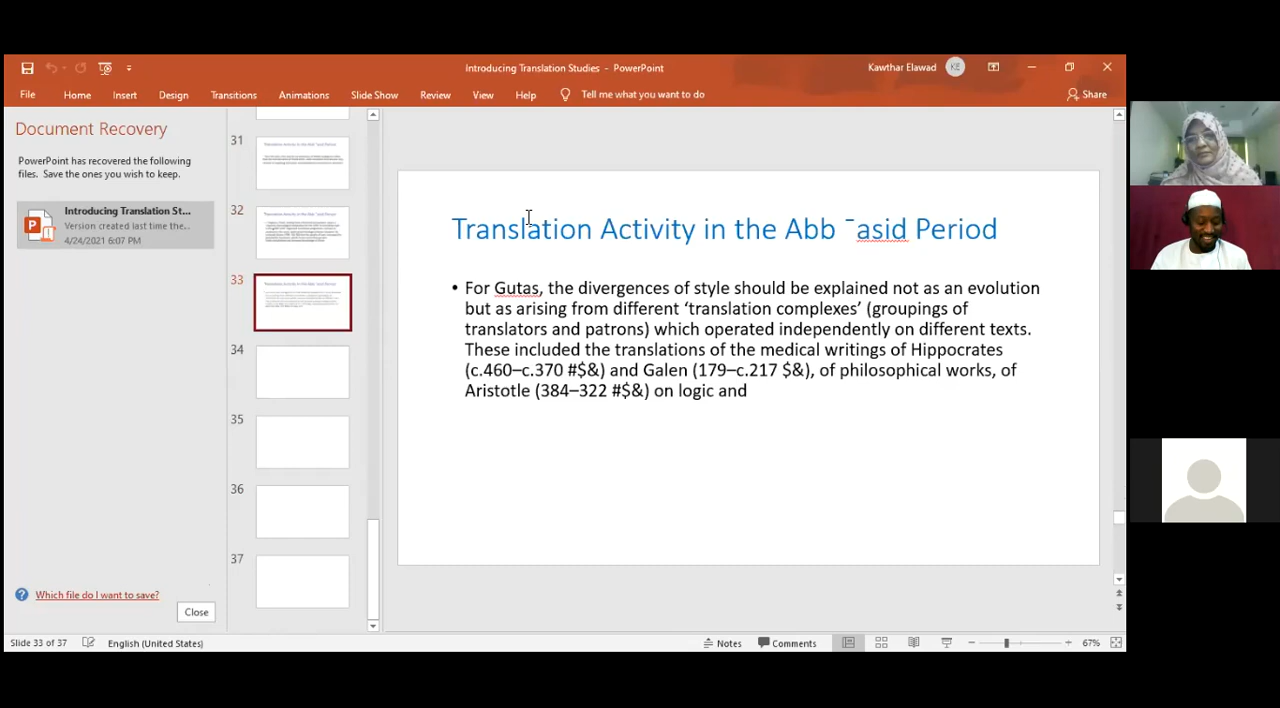 Introducing Translation Studies - PowerPoint
Kawthar Elawad KE
File Home Insert Design Transitions Animations Slide Show Review View Help Tell me what you want to do Share
Document Recovery
PowerPoint has recovered the following
files. Save the ones you wish to keep.
Introducing Translation St...
Version created last time the...
4/24/2021 6:07 PM
Which file do I want to save?
Close
31
32
33
34
35
36
37
Translation Activity in the Abb ¯asid Period
• For Gutas, the divergences of style should be explained not as an evolution
but as arising from different ‘translation complexes’ (groupings of
translators and patrons) which operated independently on different texts.
These included the translations of the medical writings of Hippocrates
(c.460–c.370 #$&) and Galen (179–c.217 $&), of philosophical works, of
Aristotle (384–322 #$&) on logic and
Slide 33 of 37 English (United States) Notes Comments 67%